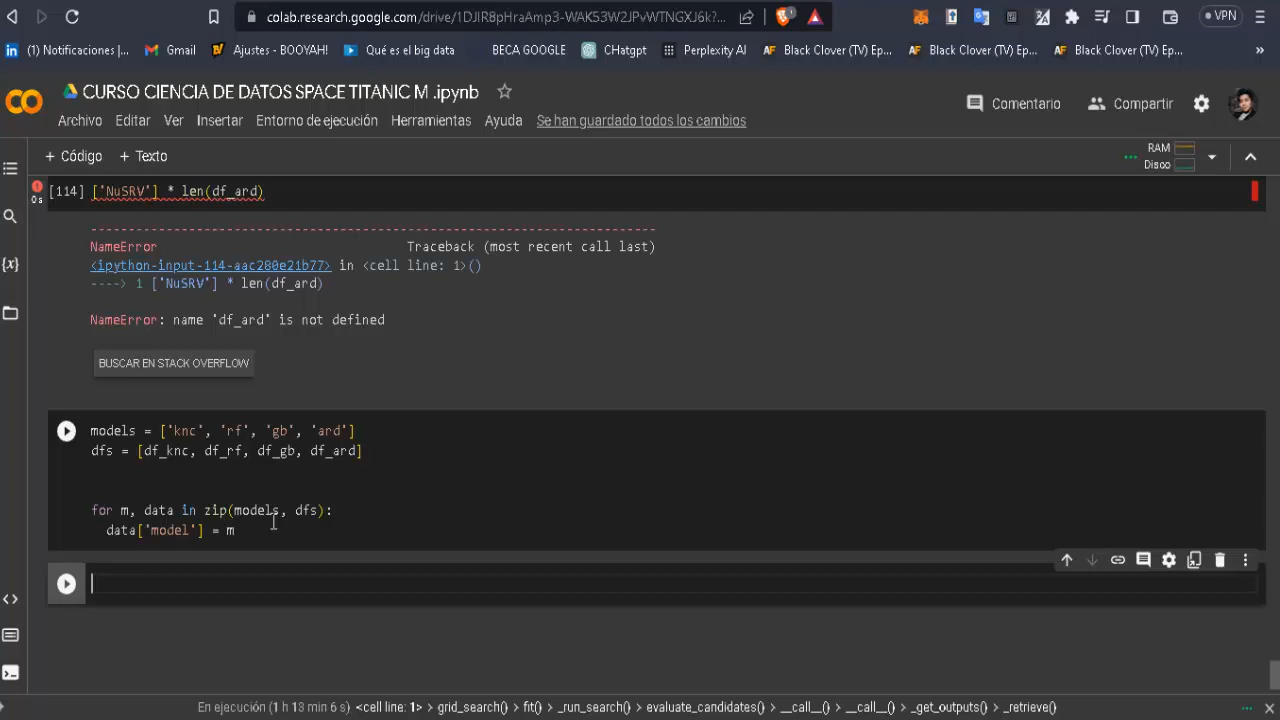 colab.research.google.com/drive/1DJIR8pHraAmp3-WAK53W2JPvWTNGXJ6k?...
VPN
(1) Notificaciones |...
Gmail
Ajustes - BOOYAH!
Qué es el big data
BECA GOOGLE
CHatgpt
Perplexity AI
Black Clover (TV) Ep...
Black Clover (TV) Ep...
Black Clover (TV) Ep...
»
CURSO CIENCIA DE DATOS SPACE TITANIC M .ipynb
Comentario
Compartir
Archivo Editar Ver Insertar Entorno de ejecución Herramientas Ayuda Se han guardado todos los cambios
+ Código + Texto
RAM
Disco
[114] ['NuSRV'] * len(df_ard)
0s
---------------------------------------------------------------------------
NameError Traceback (most recent call last)
<ipython-input-114-aac280e21b77> in <cell line: 1>()
----> 1 ['NuSRV'] * len(df_ard)
NameError: name 'df_ard' is not defined
BUSCAR EN STACK OVERFLOW
models = ['knc', 'rf', 'gb', 'ard']
dfs = [df_knc, df_rf, df_gb, df_ard]
for m, data in zip(models, dfs):
data['model'] = m
En ejecución (1 h 18 min 6 s) <cell line: 1> > grid_search() > fit() > _run_search() > evaluate_candidates() > __call__() > __call__() > _get_outputs() > _retrieve()